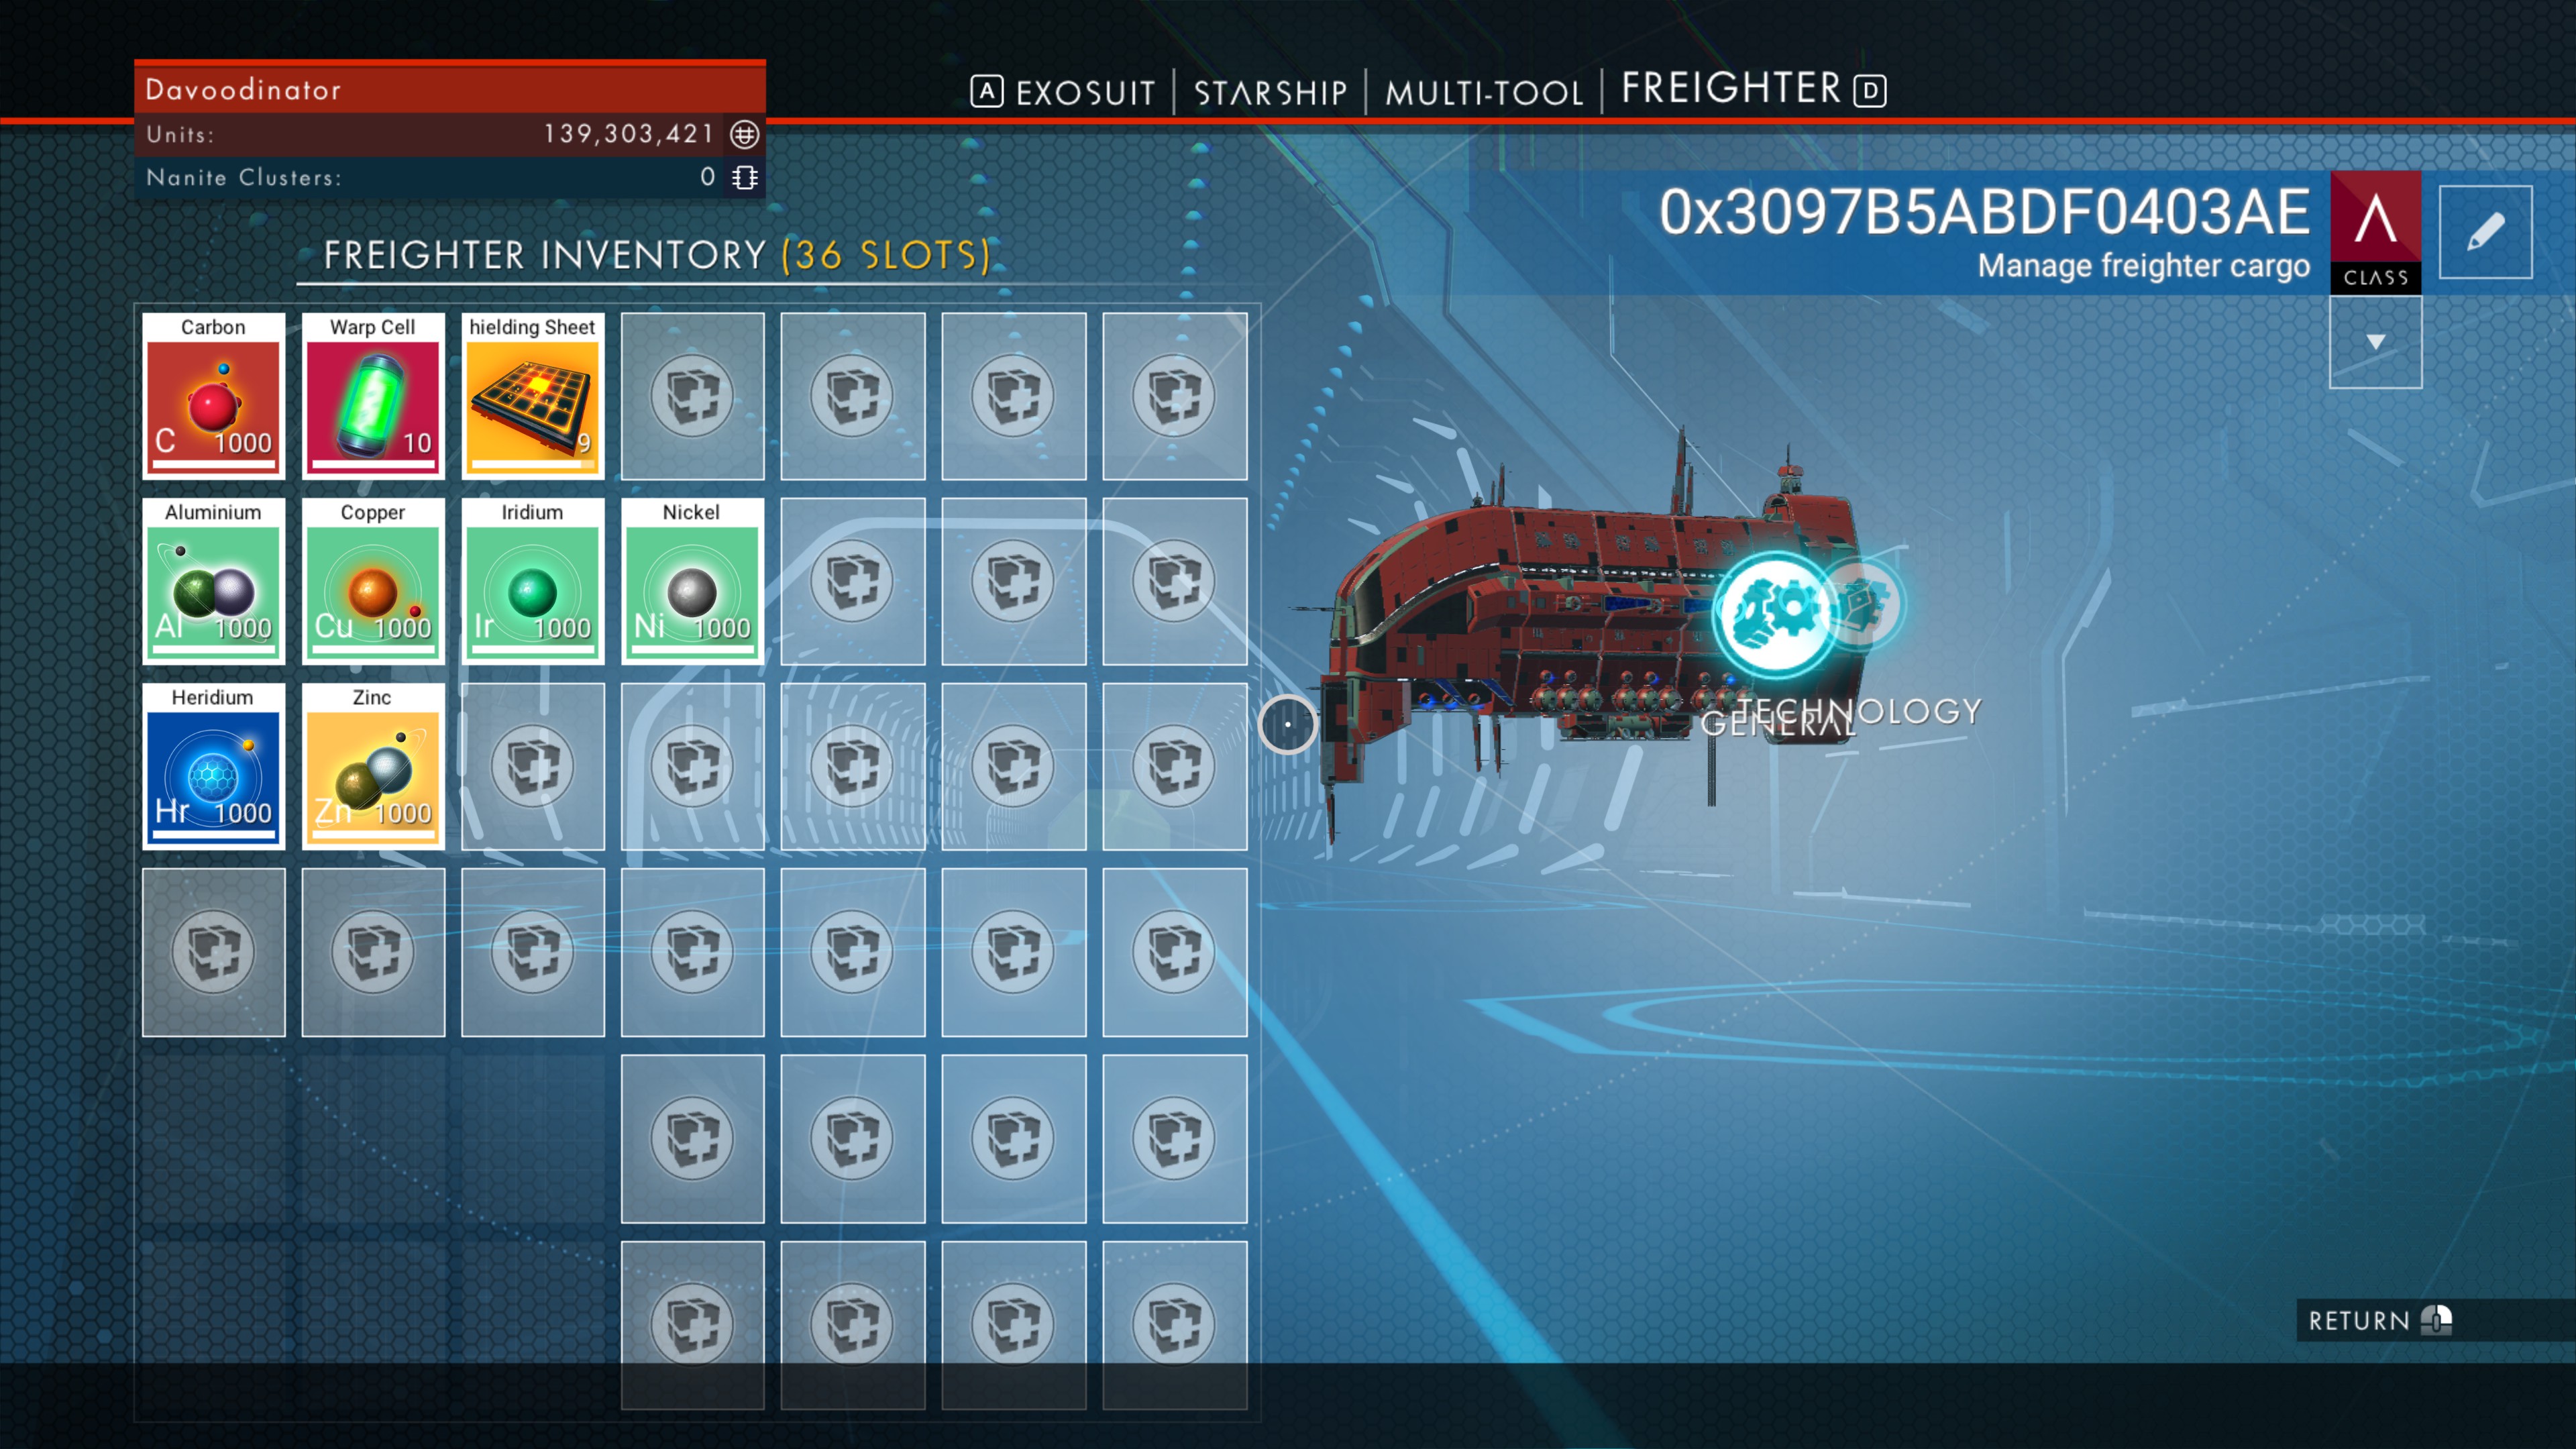 Davoodinator
Units: 139,303,421
Nanite Clusters: 0
A EXOSUIT STARSHIP MULTI-TOOL FREIGHTER D
0x3097B5ABDF0403AE
Manage freighter cargo
CLASS
FREIGHTER INVENTORY (36 SLOTS)
Carbon Warp Cell hielding Sheet
C 1000 10 9
Aluminium Copper Iridium Nickel
Al 1000 Cu 1000 Ir 1000 Ni 1000
Heridium Zinc
Hr 1000 Zn 1000
TECHNOLOGY
GENERAL
RETURN